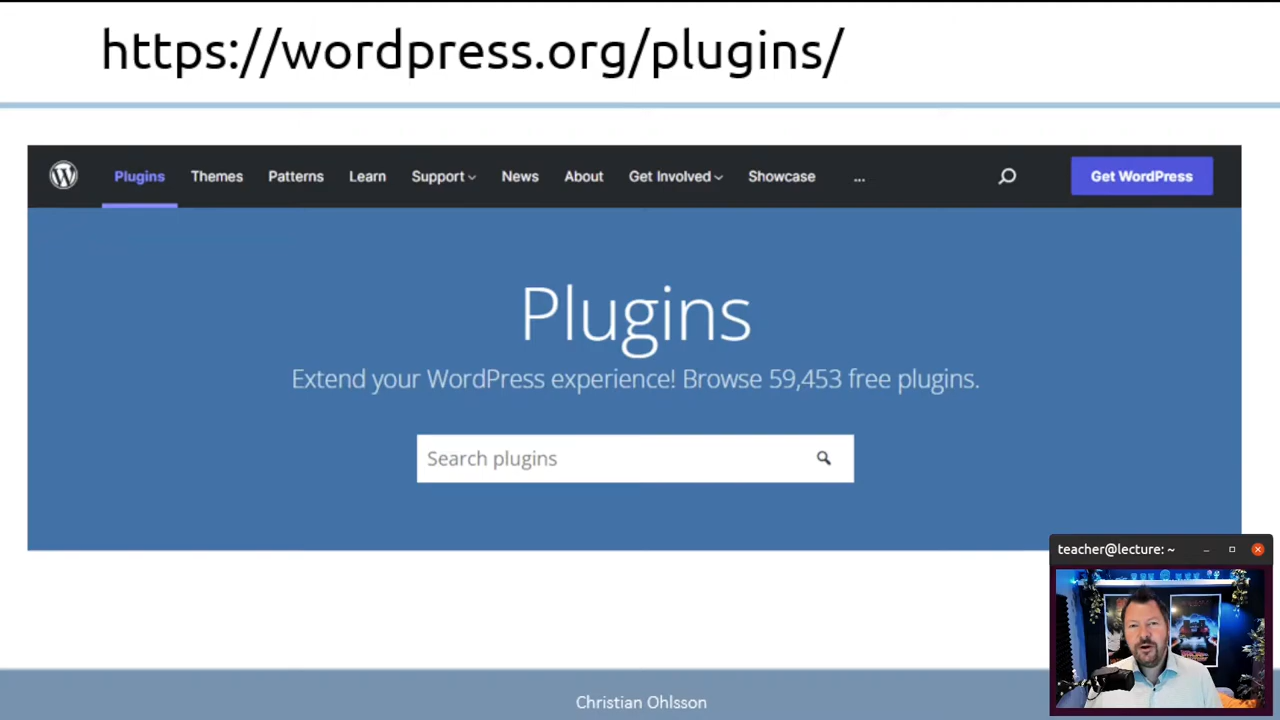 https://wordpress.org/plugins/
Plugins Themes Patterns Learn Support News About Get Involved Showcase ... Get WordPress
Plugins
Extend your WordPress experience! Browse 59,453 free plugins.
Search plugins
teacher@lecture: ~
Christian Ohlsson